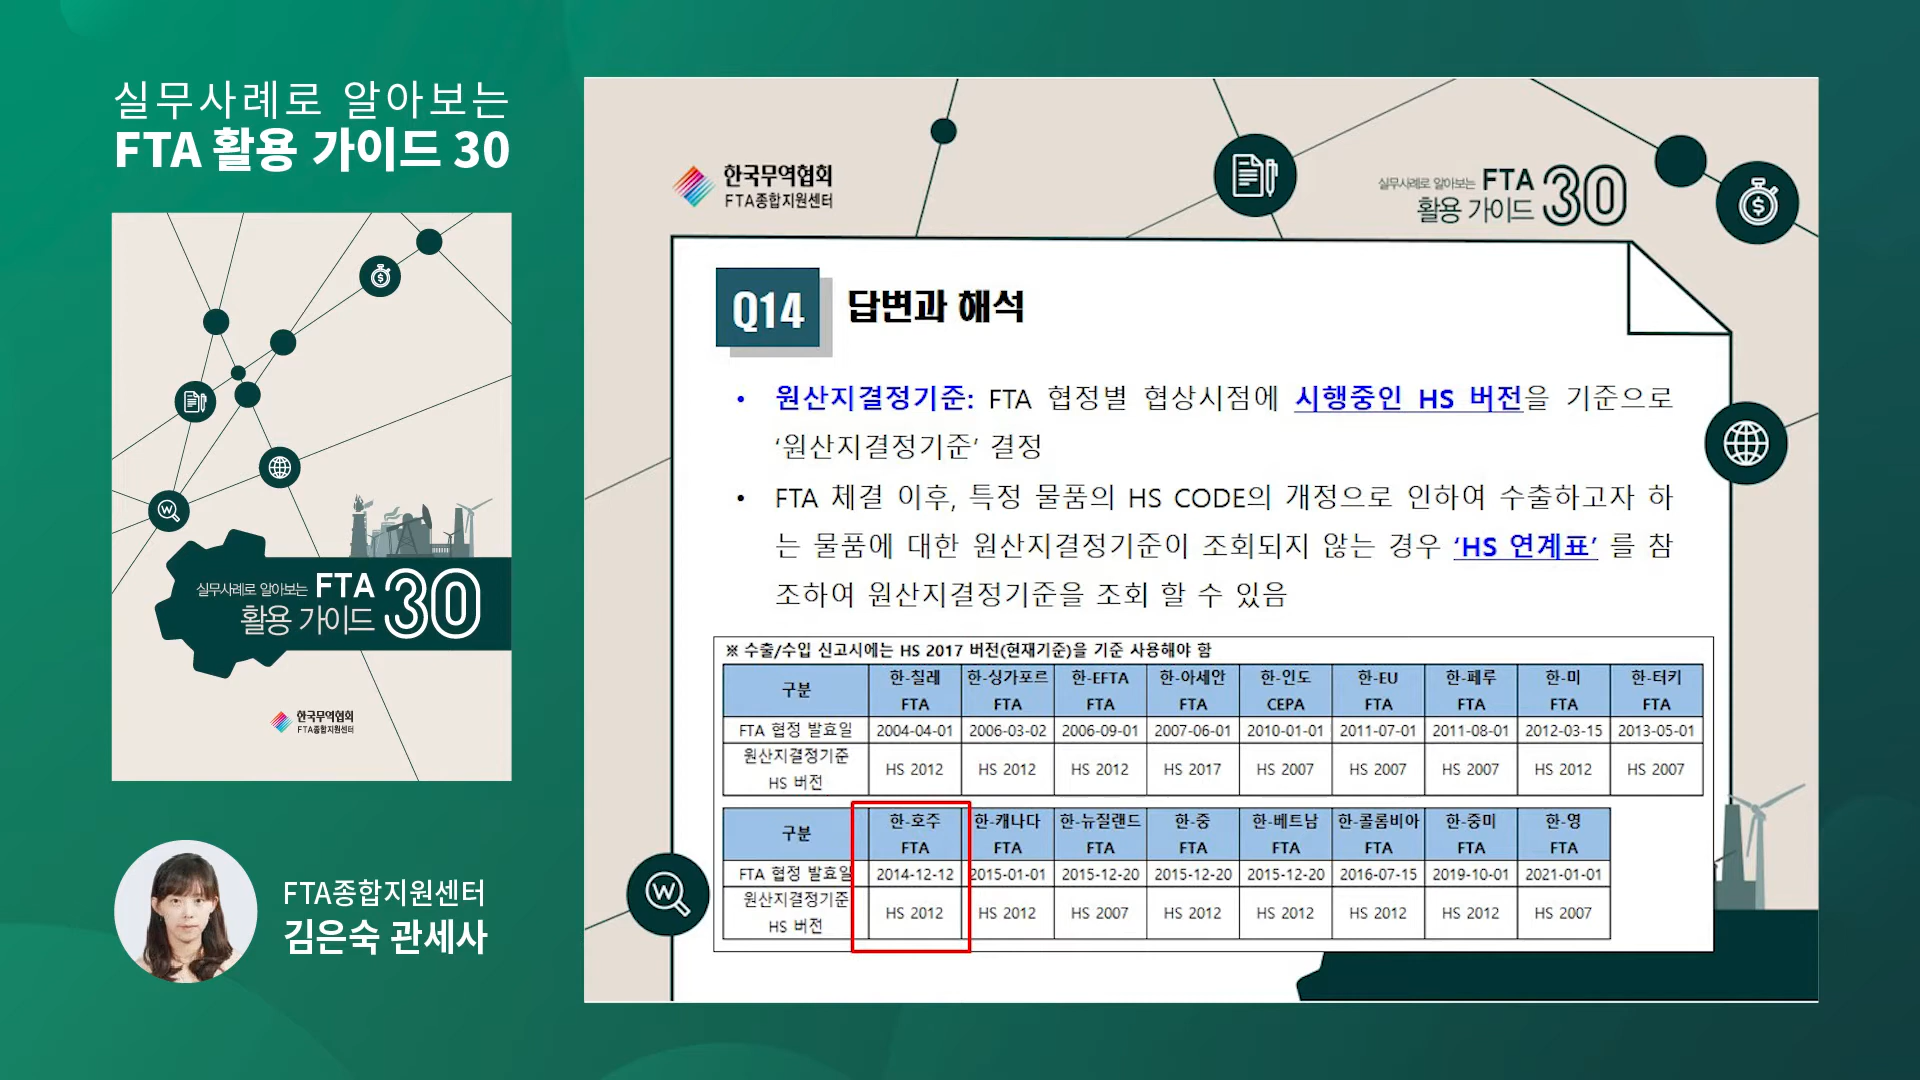 실무사례로 알아보는
FTA 활용 가이드 30
실무사례로 알아보는 FTA
활용 가이드 30
한국무역협회
FTA종합지원센터
FTA종합지원센터
김은숙 관세사
한국무역협회
FTA종합지원센터
실무사례로 알아보는 FTA
활용 가이드 30
Q14 답변과 해석
• 원산지결정기준: FTA 협정별 협상시점에 시행중인 HS 버전을 기준으로
‘원산지결정기준’ 결정
• FTA 체결 이후, 특정 물품의 HS CODE의 개정으로 인하여 수출하고자 하
는 물품에 대한 원산지결정기준이 조회되지 않는 경우 ‘HS 연계표’ 를 참
조하여 원산지결정기준을 조회 할 수 있음
※ 수출/수입 신고시에는 HS 2017 버전(현재기준)을 기준 사용해야 함
구분 한-칠레 FTA 한-싱가포르 FTA 한-EFTA FTA 한-아세안 FTA 한-인도 CEPA 한-EU FTA 한-페루 FTA 한-미 FTA 한-터키 FTA
FTA 협정 발효일 2004-04-01 2006-03-02 2006-09-01 2007-06-01 2010-01-01 2011-07-01 2011-08-01 2012-03-15 2013-05-01
원산지결정기준 HS 버전 HS 2012 HS 2012 HS 2012 HS 2017 HS 2007 HS 2007 HS 2007 HS 2012 HS 2007
구분 한-호주 FTA 한-캐나다 FTA 한-뉴질랜드 FTA 한-중 FTA 한-베트남 FTA 한-콜롬비아 FTA 한-중미 FTA 한-영 FTA
FTA 협정 발효일 2014-12-12 2015-01-01 2015-12-20 2015-12-20 2015-12-20 2016-07-15 2019-10-01 2021-01-01
원산지결정기준 HS 버전 HS 2012 HS 2012 HS 2007 HS 2012 HS 2012 HS 2012 HS 2012 HS 2007